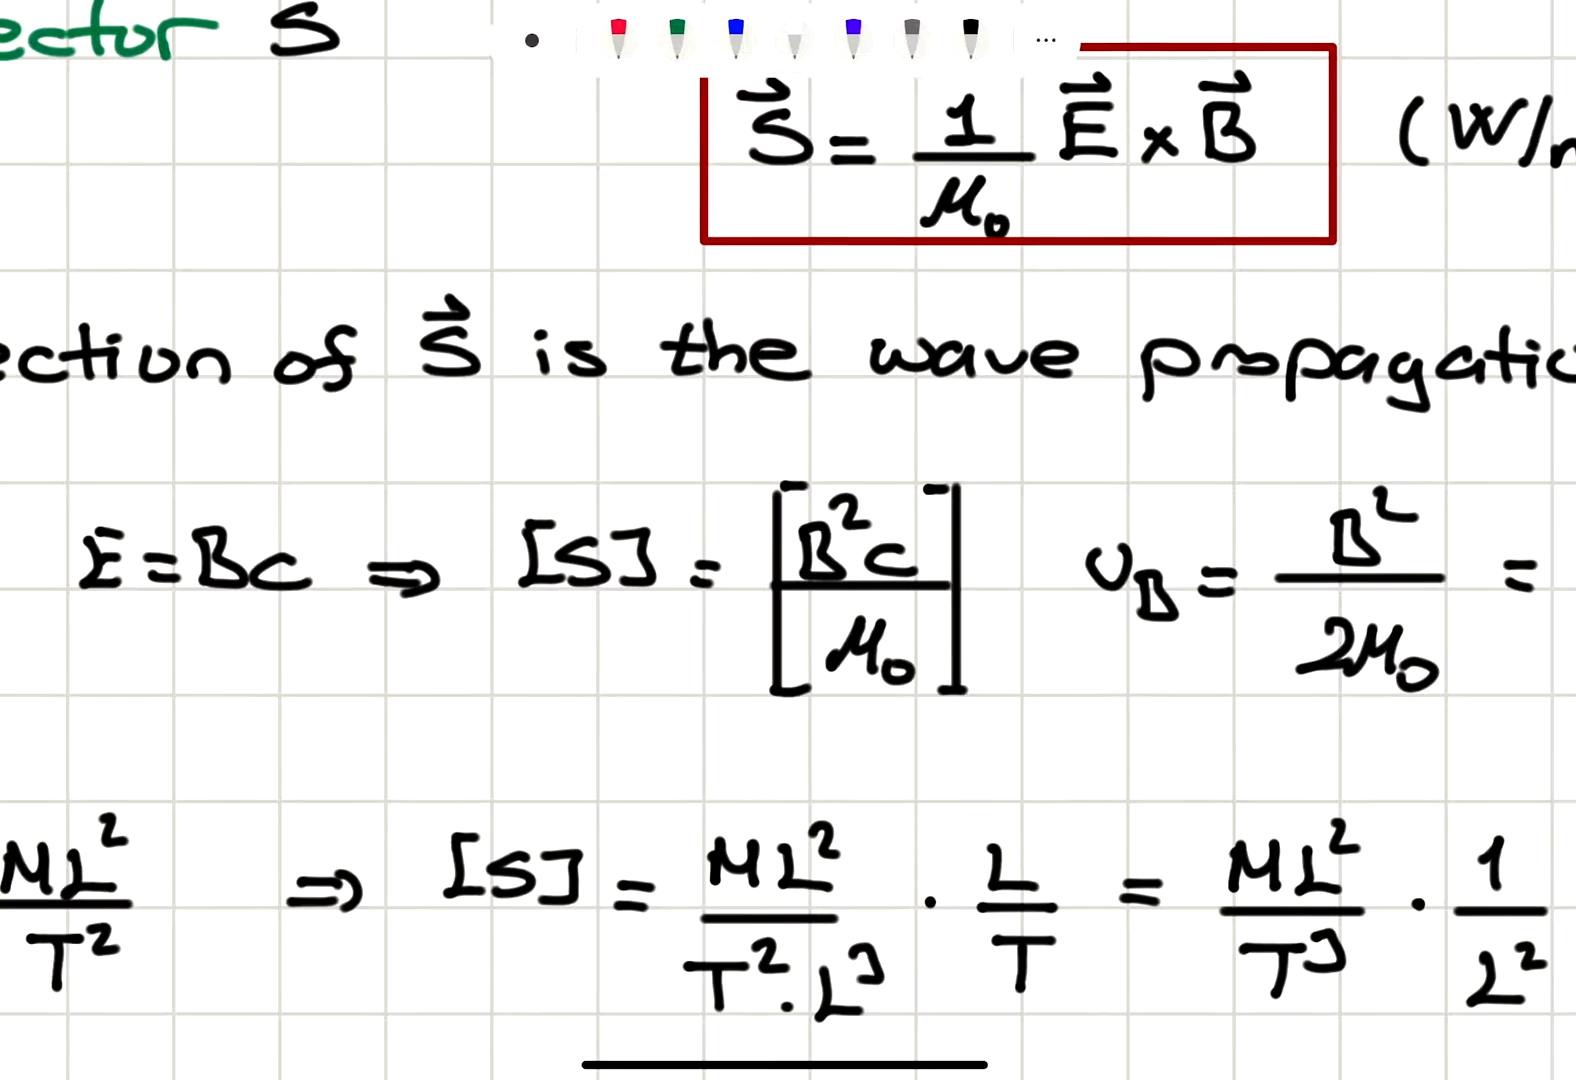 ector S
S⃗ = 1/μ₀ E⃗ × B⃗ (W/
ection of S⃗ is the wave propagatio
E = Bc ⇒ [S] = [B²c/μ₀] U_B = B²/2μ₀ =
ML²/T² ⇒ [S] = ML²/T²·L³ · L/T = ML²/T³ · 1/L²